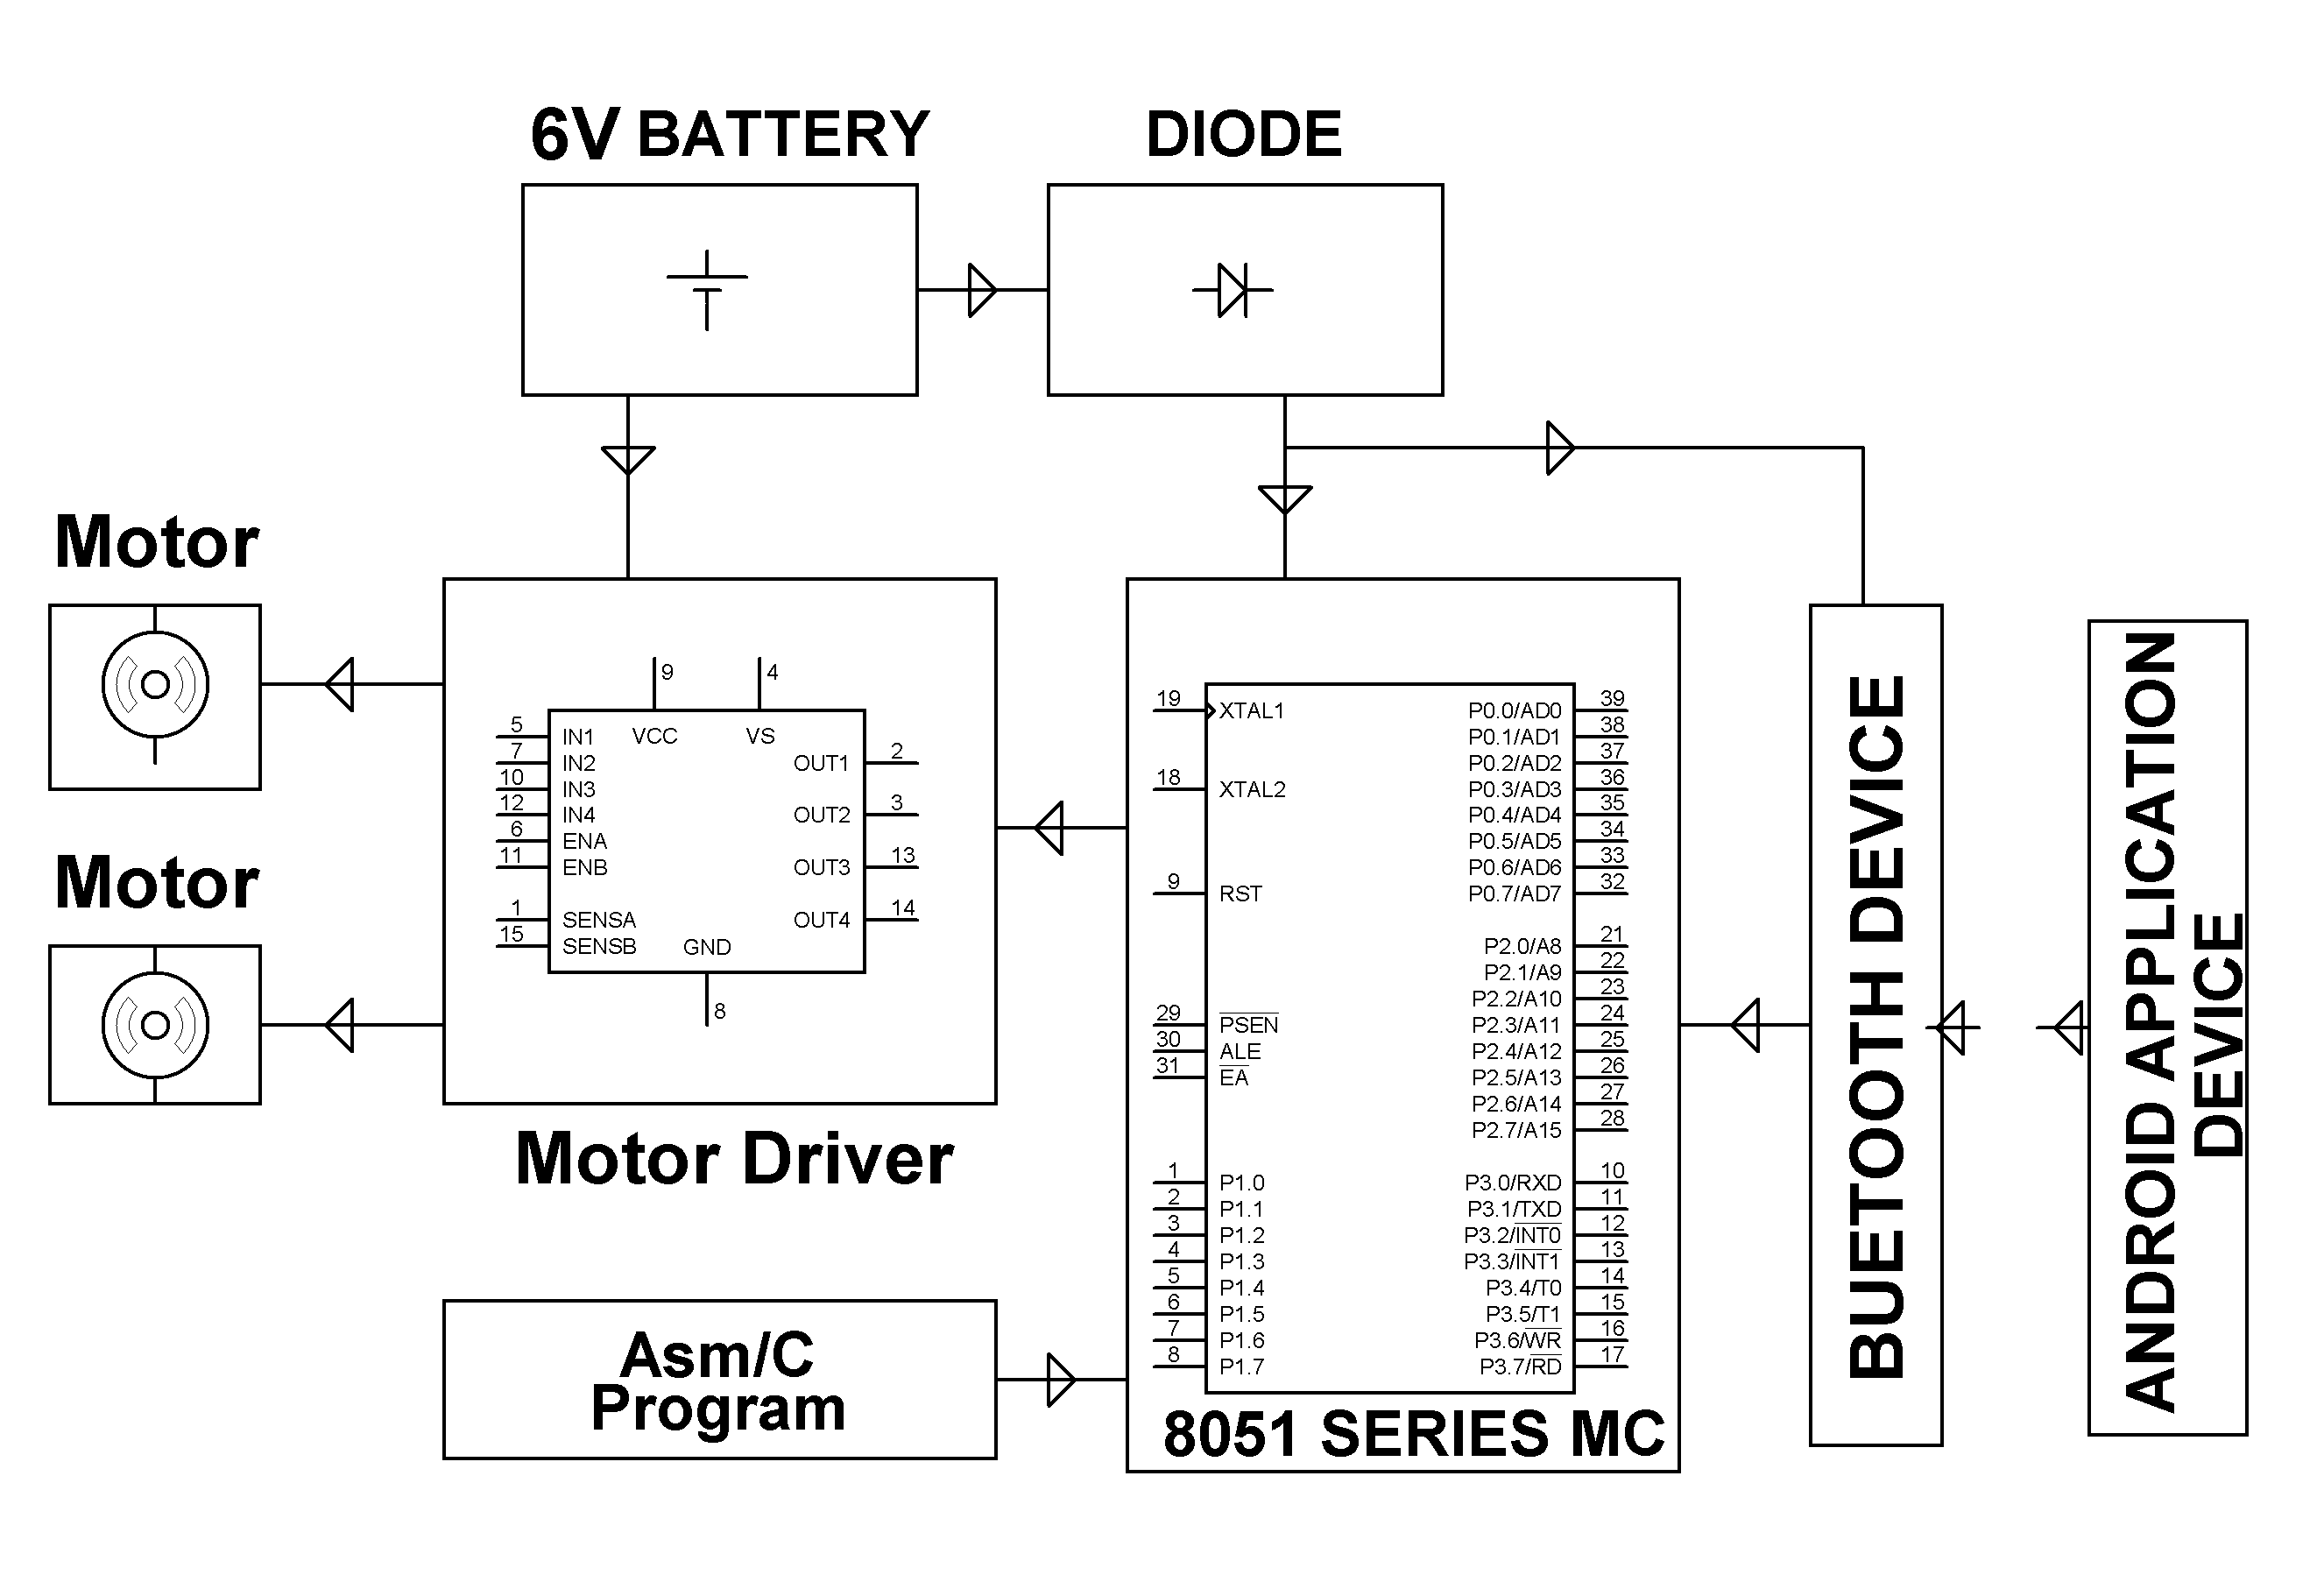 6V BATTERY
DIODE
Motor
Motor
9
4
VCC
VS
5
IN1
7
IN2
10
IN3
12
IN4
6
ENA
11
ENB
1
SENSA
15
SENSB
GND
8
OUT1
2
OUT2
3
OUT3
13
OUT4
14
Motor Driver
Asm/C
Program
19
XTAL1
18
XTAL2
9
RST
29
PSEN
30
ALE
31
EA
1
P1.0
2
P1.1
3
P1.2
4
P1.3
5
P1.4
6
P1.5
7
P1.6
8
P1.7
P0.0/AD0
39
P0.1/AD1
38
P0.2/AD2
37
P0.3/AD3
36
P0.4/AD4
35
P0.5/AD5
34
P0.6/AD6
33
P0.7/AD7
32
P2.0/A8
21
P2.1/A9
22
P2.2/A10
23
P2.3/A11
24
P2.4/A12
25
P2.5/A13
26
P2.6/A14
27
P2.7/A15
28
P3.0/RXD
10
P3.1/TXD
11
P3.2/INT0
12
P3.3/INT1
13
P3.4/T0
14
P3.5/T1
15
P3.6/WR
16
P3.7/RD
17
8051 SERIES MC
BUETOOTH DEVICE
ANDROID APPLICATION
DEVICE